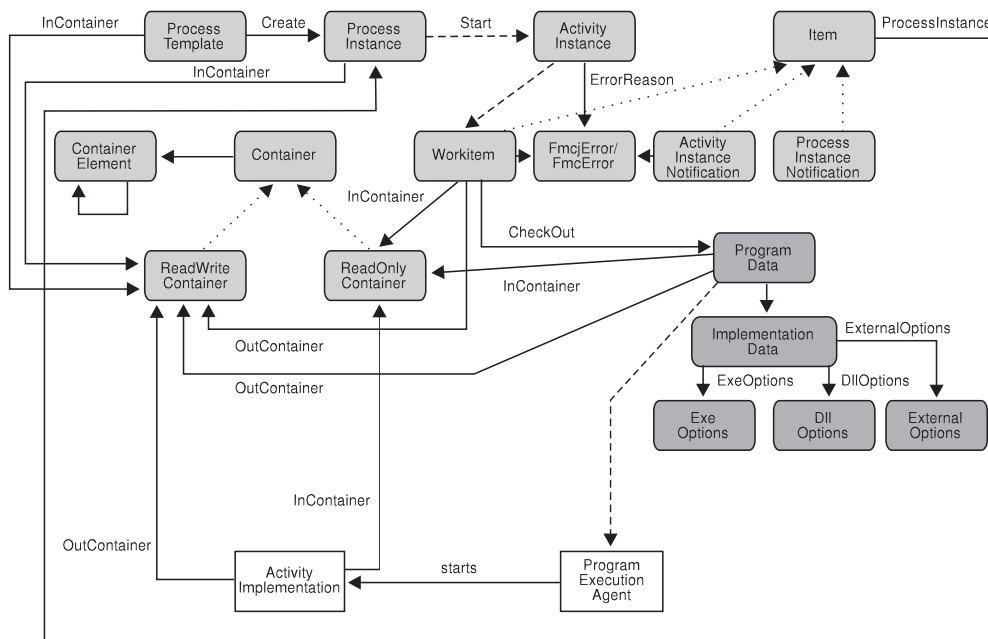 InContainer
Process
Template
Create
Process
Instance
Start
Activity
Instance
Item
ProcessInstance
InContainer
ErrorReason
Container
Element
Container
Workitem
FmcjError/
FmcError
Activity
Instance
Notification
Process
Instance
Notification
InContainer
CheckOut
Program
Data
ReadWrite
Container
ReadOnly
Container
InContainer
OutContainer
Implementation
Data
ExternalOptions
OutContainer
ExeOptions
DllOptions
Exe
Options
Dll
Options
External
Options
InContainer
OutContainer
Activity
Implementation
starts
Program
Execution
Agent